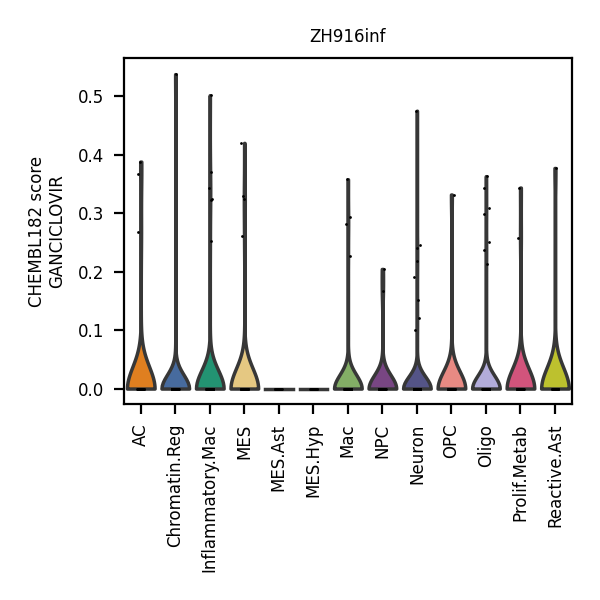 ZH916inf
CHEMBL182 score
GANCICLOVIR
0.5
0.4
0.3
0.2
0.1
0.0
AC
Chromatin.Reg
Inflammatory.Mac
MES
MES.Ast
MES.Hyp
Mac
NPC
Neuron
OPC
Oligo
Prolif.Metab
Reactive.Ast